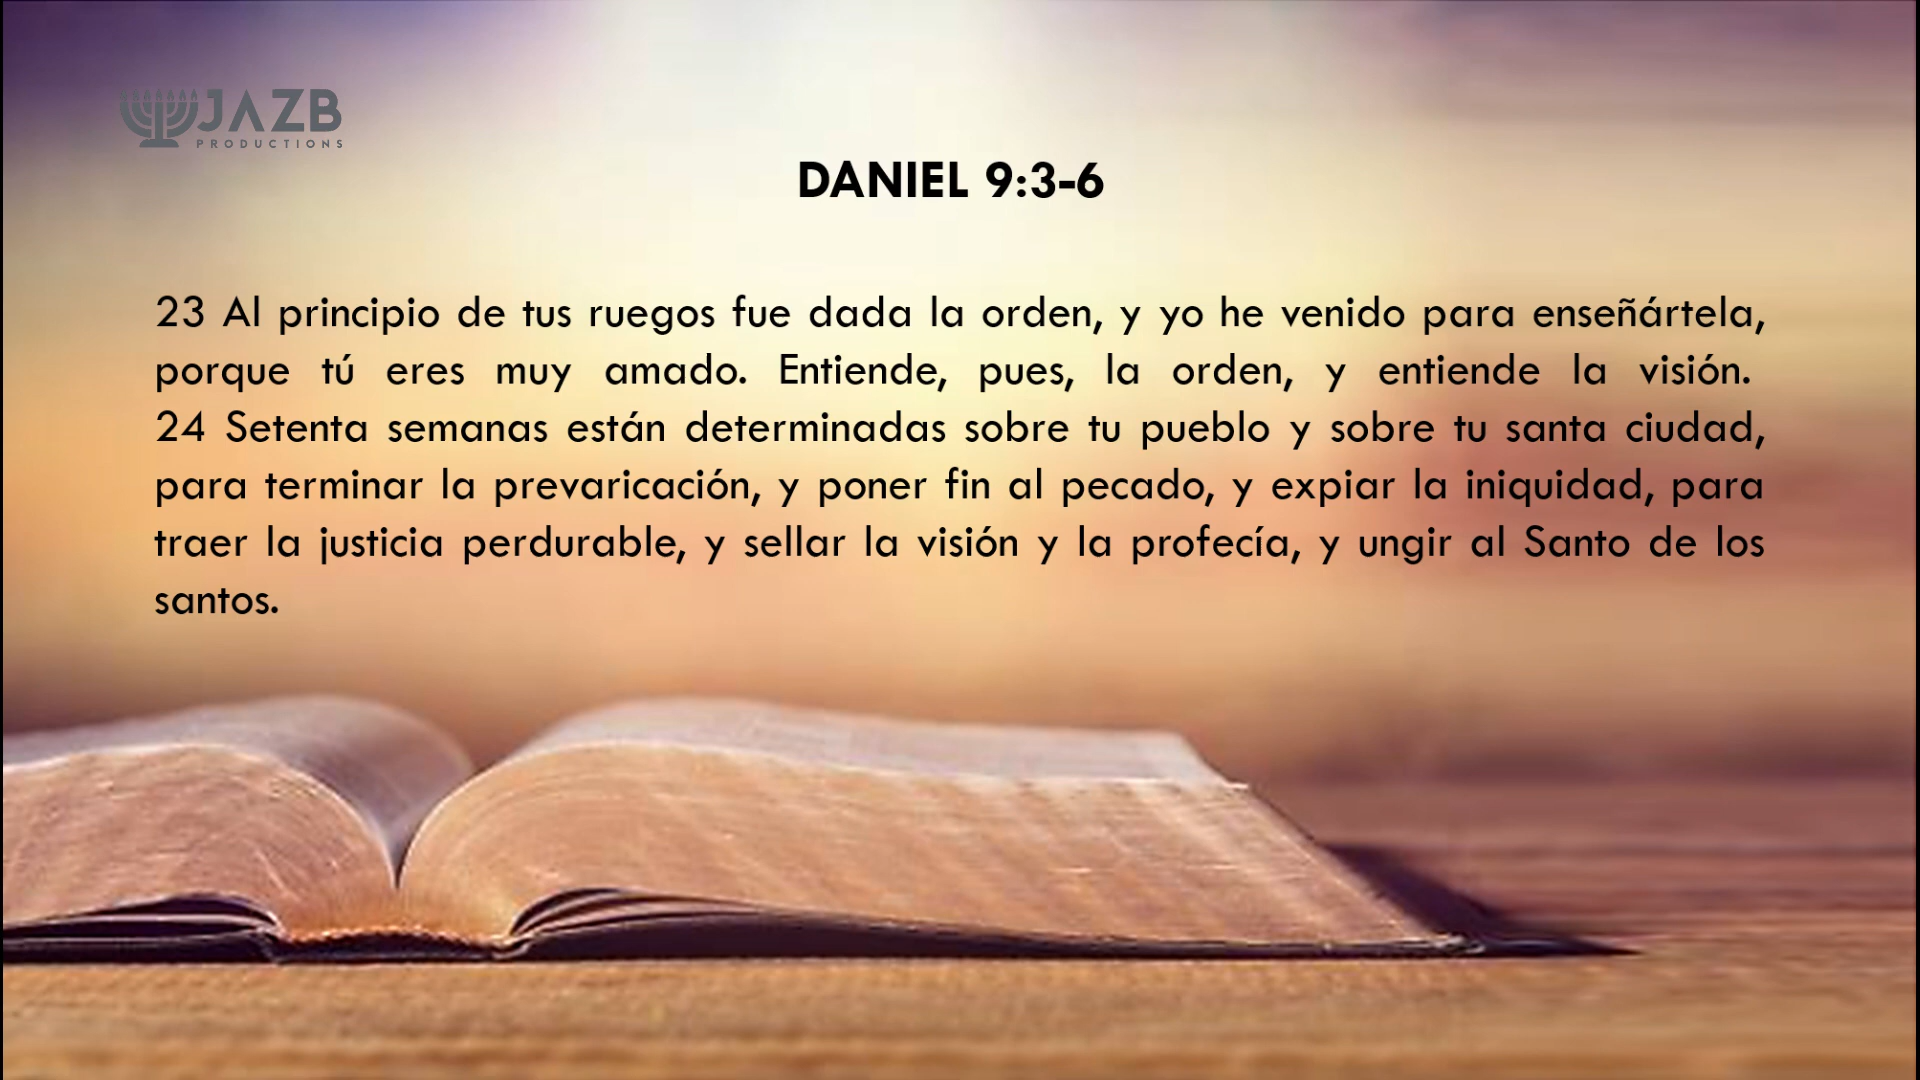 JAZB
PRODUCTIONS
DANIEL 9:3-6
23 Al principio de tus ruegos fue dada la orden, y yo he venido para enseñártela,
porque tú eres muy amado. Entiende, pues, la orden, y entiende la visión.
24 Setenta semanas están determinadas sobre tu pueblo y sobre tu santa ciudad,
para terminar la prevaricación, y poner fin al pecado, y expiar la iniquidad, para
traer la justicia perdurable, y sellar la visión y la profecía, y ungir al Santo de los
santos.